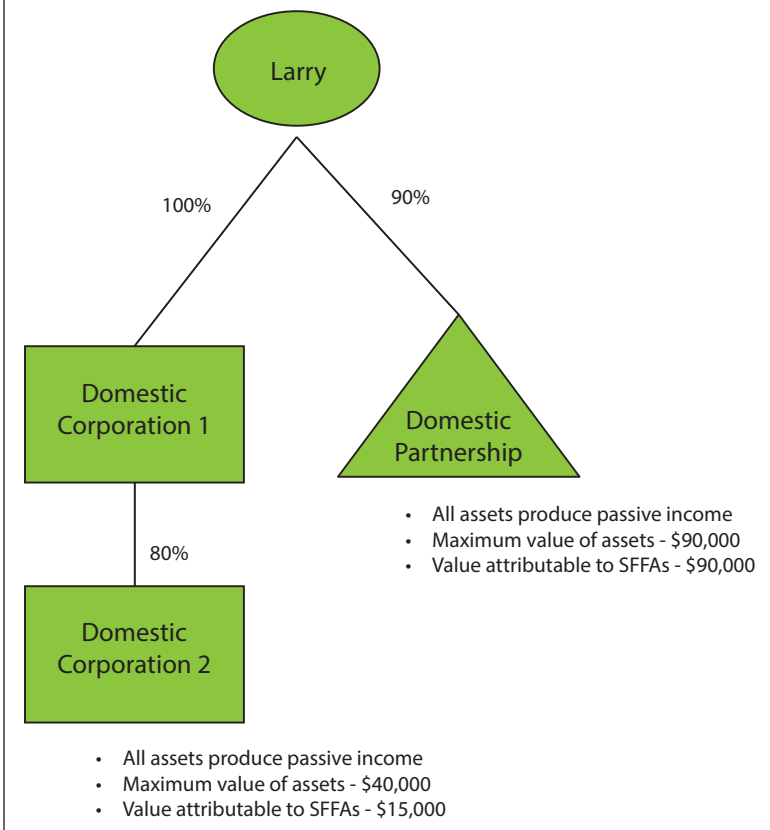 Larry
100%
90%
Domestic
Corporation 1
Domestic
Partnership
• All assets produce passive income
• Maximum value of assets - $90,000
• Value attributable to SFFAs - $90,000
80%
Domestic
Corporation 2
• All assets produce passive income
• Maximum value of assets - $40,000
• Value attributable to SFFAs - $15,000